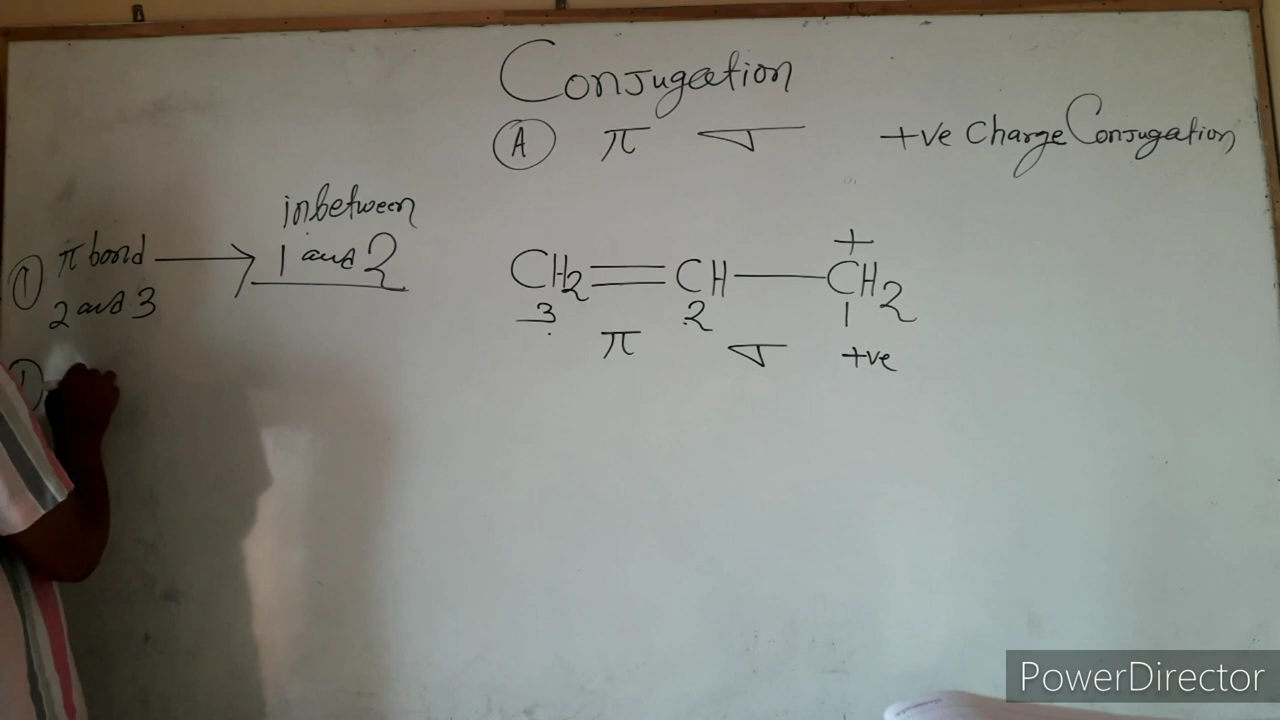 Conjugation
Ⓐ π σ +ve Charge Conjugation
inbetween
① π bond → 1 and 2
2 and 3
+
CH2=CH—CH2
3 2 1
π σ +ve
PowerDirector